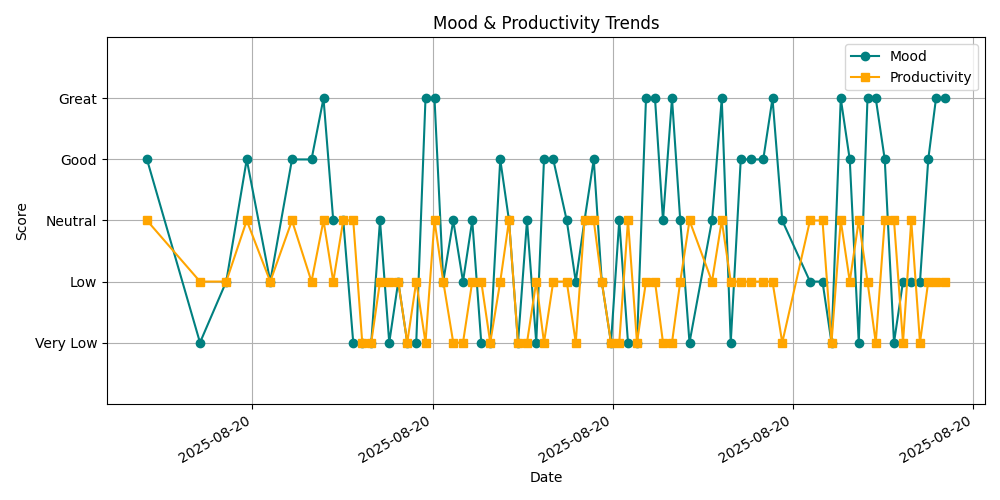 Mood & Productivity Trends
Mood
Productivity
Score
Great
Good
Neutral
Low
Very Low
2025-08-20 2025-08-20 2025-08-20 2025-08-20 2025-08-20
Date